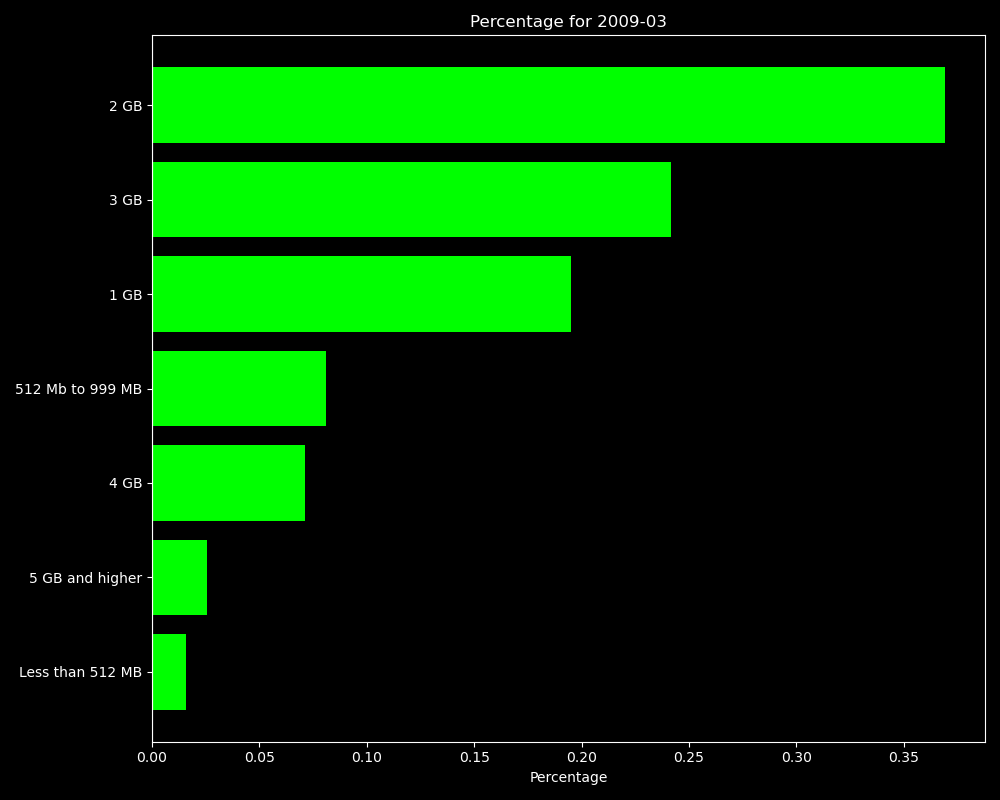 Percentage for 2009-03
2 GB
3 GB
1 GB
512 Mb to 999 MB
4 GB
5 GB and higher
Less than 512 MB
0.00 0.05 0.10 0.15 0.20 0.25 0.30 0.35
Percentage